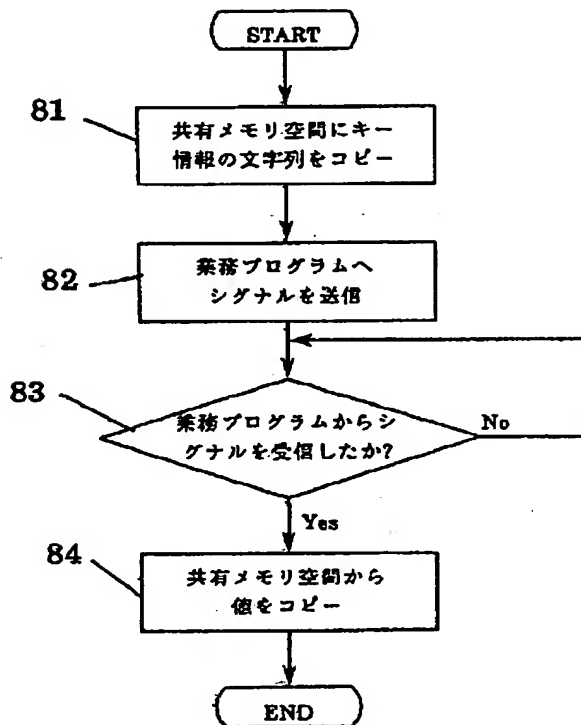 START
81
共有メモリ空間にキー
情報の文字列をコピー
82
業務プログラムへ
シグナルを送信
83
業務プログラムからシ
グナルを受信したか?
No
Yes
84
共有メモリ空間から
値をコピー
END